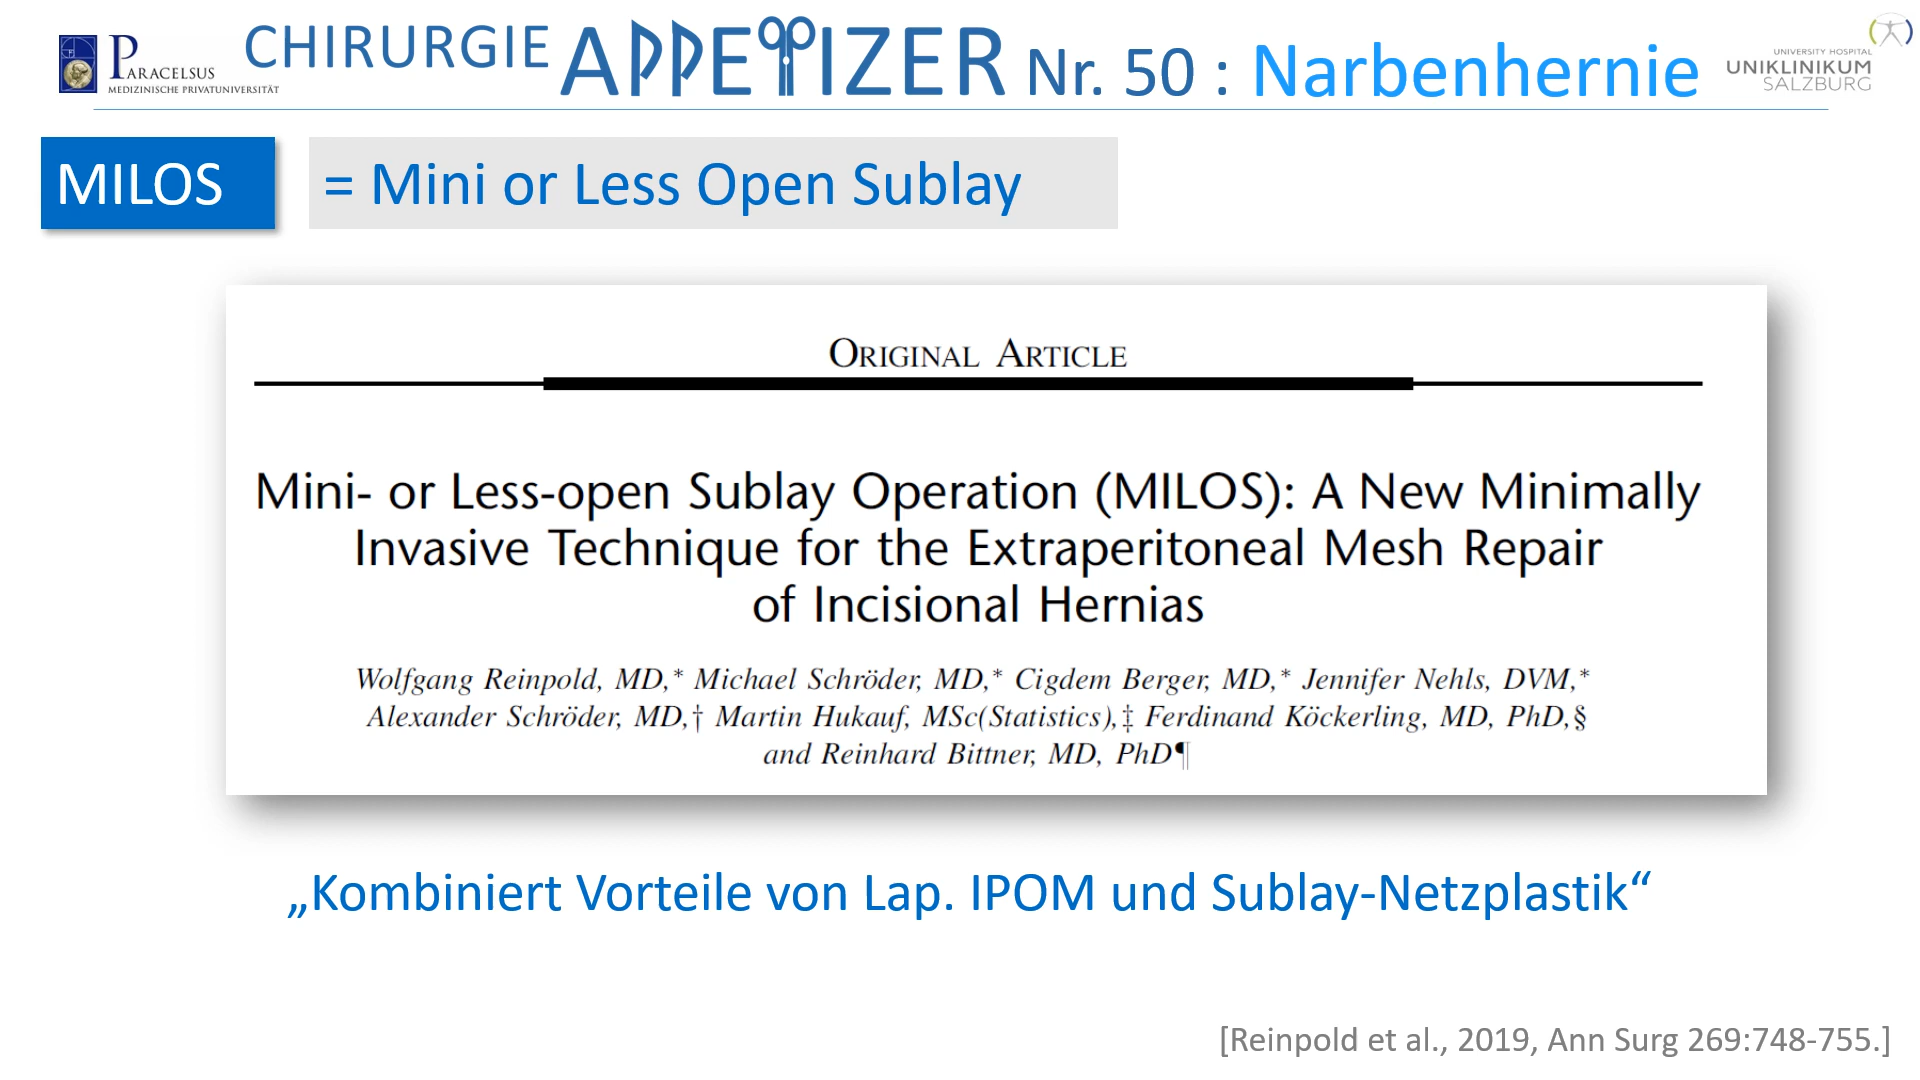 PARACELSUS
MEDIZINISCHE PRIVATUNIVERSITÄT
CHIRURGIE APPETIZER Nr. 50 : Narbenhernie
UNIVERSITY HOSPITAL
UNIKLINIKUM
SALZBURG
MILOS
= Mini or Less Open Sublay
ORIGINAL ARTICLE
Mini- or Less-open Sublay Operation (MILOS): A New Minimally
Invasive Technique for the Extraperitoneal Mesh Repair
of Incisional Hernias
Wolfgang Reinpold, MD,* Michael Schröder, MD,* Cigdem Berger, MD,* Jennifer Nehls, DVM,*
Alexander Schröder, MD,† Martin Hukauf, MSc(Statistics),‡ Ferdinand Köckerling, MD, PhD,§
and Reinhard Bittner, MD, PhD¶
„Kombiniert Vorteile von Lap. IPOM und Sublay-Netzplastik“
[Reinpold et al., 2019, Ann Surg 269:748-755.]